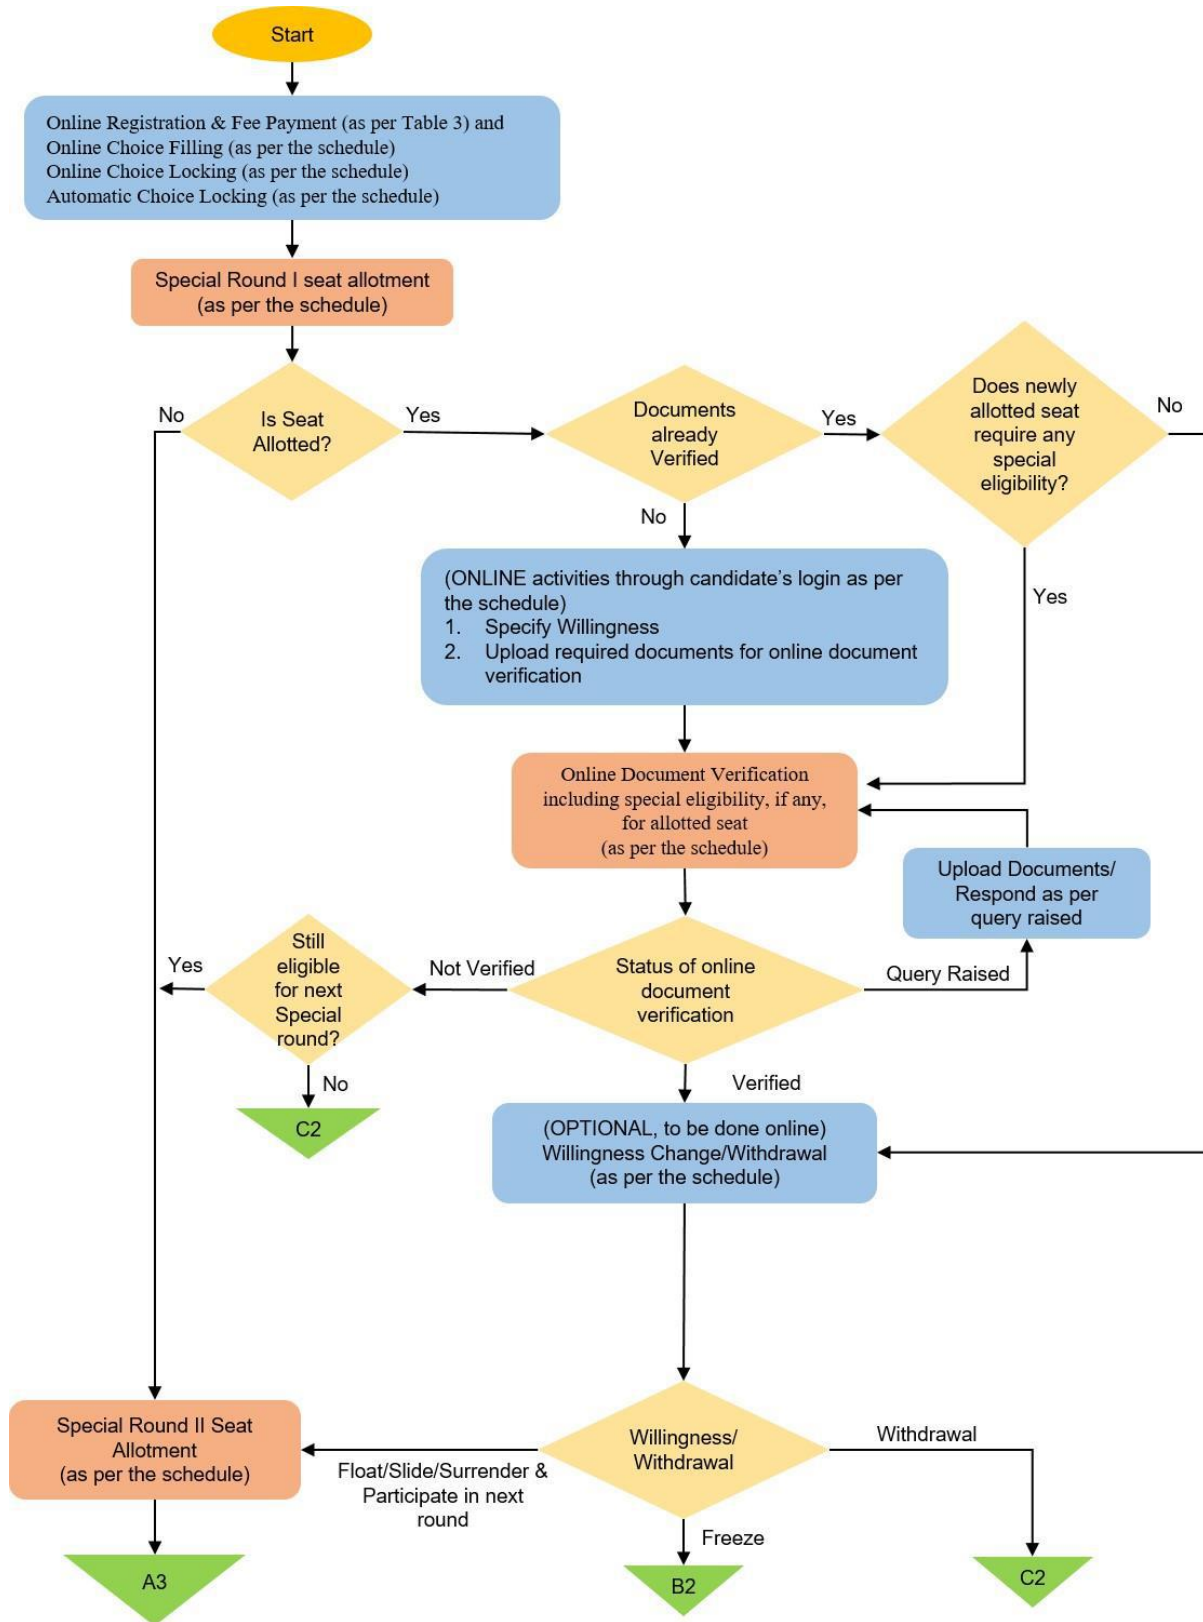 Start
Online Registration & Fee Payment (as per Table 3) and
Online Choice Filling (as per the schedule)
Online Choice Locking (as per the schedule)
Automatic Choice Locking (as per the schedule)
Special Round I seat allotment
(as per the schedule)
Is Seat
Allotted?
No
Yes
Documents
already
Verified
Yes
No
Does newly
allotted seat
require any
special
eligibility?
No
Yes
(ONLINE activities through candidate's login as per
the schedule)
1. Specify Willingness
2. Upload required documents for online document
verification
Online Document Verification
including special eligibility, if any,
for allotted seat
(as per the schedule)
Upload Documents/
Respond as per
query raised
Still
eligible
for next
Special
round?
Yes
No
Not Verified
Status of online
document
verification
Query Raised
Verified
C2
(OPTIONAL, to be done online)
Willingness Change/Withdrawal
(as per the schedule)
Special Round II Seat
Allotment
(as per the schedule)
Float/Slide/Surrender &
Participate in next
round
Willingness/
Withdrawal
Withdrawal
Freeze
A3
B2
C2